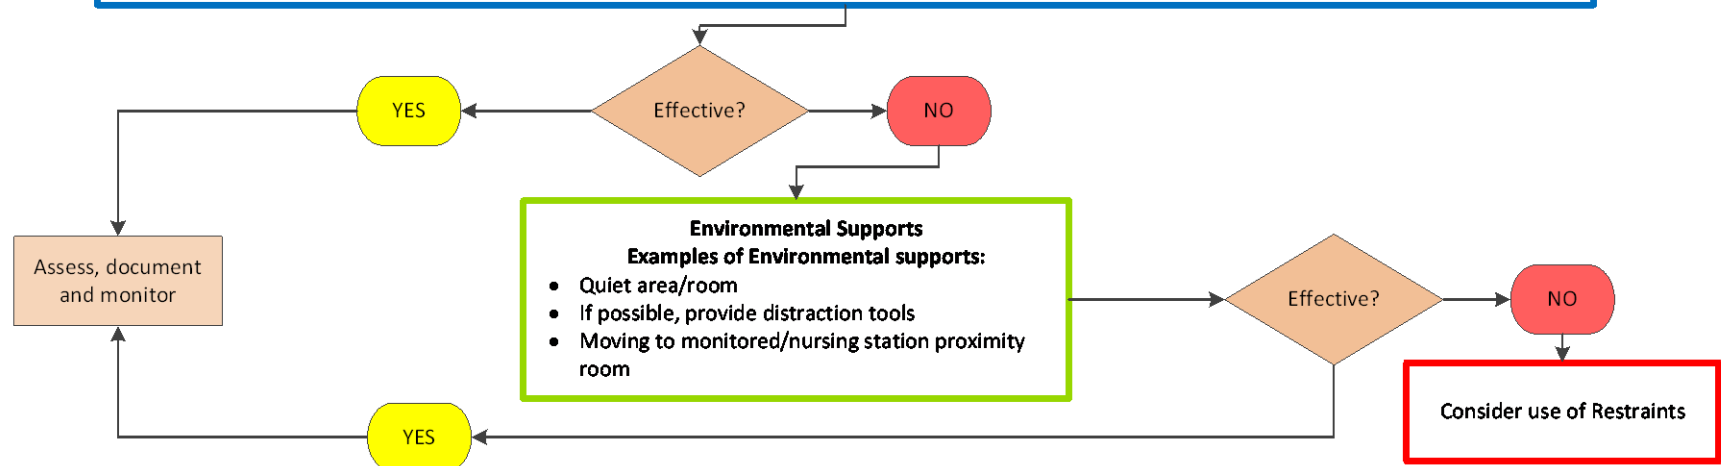 YES
Effective?
NO
Environmental Supports
Examples of Environmental supports:
• Quiet area/room
• If possible, provide distraction tools
• Moving to monitored/nursing station proximity
room
Assess, document
and monitor
Effective?
NO
Consider use of Restraints
YES